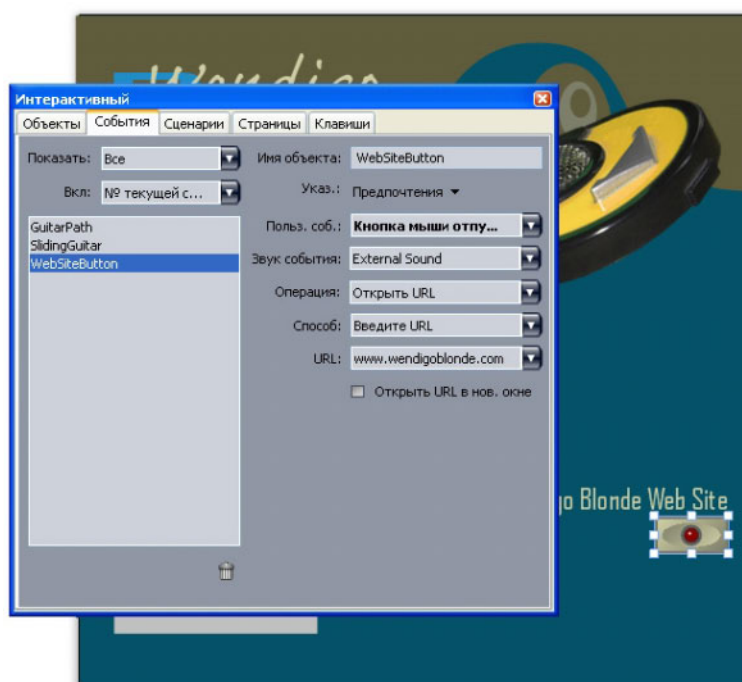 Wendigo
Интерактивный
Объекты События Сценарии Страницы Клавиши
Показать: Все
Вкл: № текущей с...
GuitarPath
SlidingGuitar
WebSiteButton
Имя объекта: WebSiteButton
Указ.: Предпочтения
Польз. соб.: Кнопка мыши отпу...
Звук события: External Sound
Операция: Открыть URL
Способ: Введите URL
URL: www.wendigoblonde.com
Открыть URL в нов. окне
go Blonde Web Site